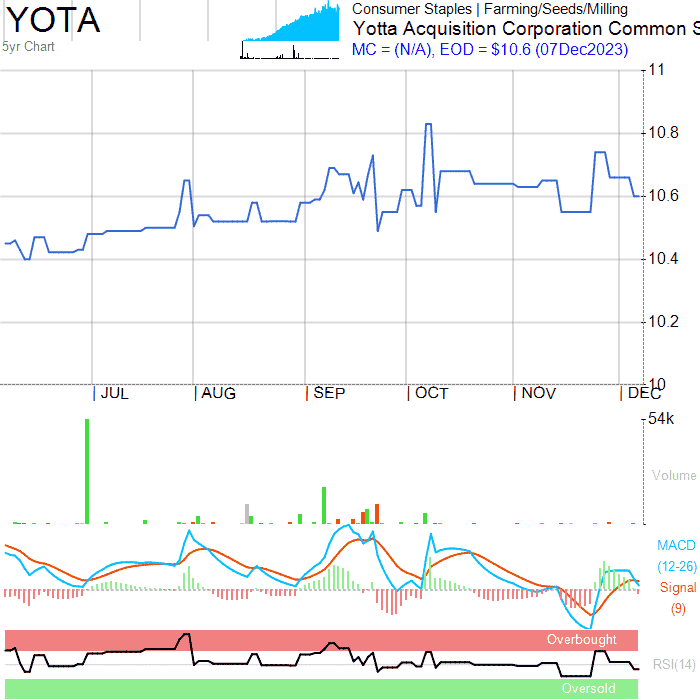 YOTA
5yr Chart
Consumer Staples | Farming/Seeds/Milling
Yotta Acquisition Corporation Common S
MC = (N/A), EOD = $10.6 (07Dec2023)
11
10.8
10.6
10.4
10.2
10
JUL AUG SEP OCT NOV DEC
54k
Volume
MACD
(12-26)
Signal
(9)
Overbought
RSI(14)
Oversold